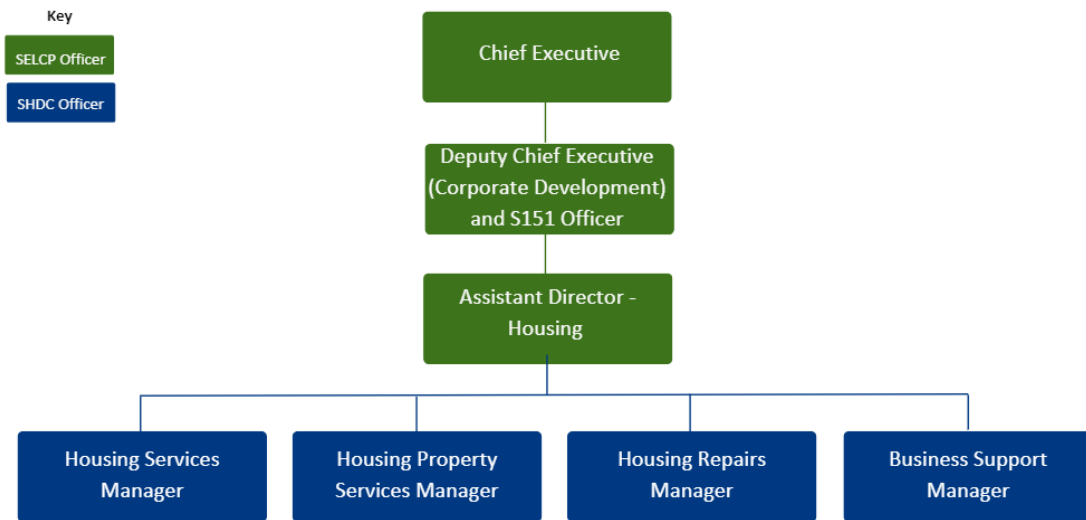 Key
SELCP Officer
SHDC Officer
Chief Executive
Deputy Chief Executive
(Corporate Development)
and S151 Officer
Assistant Director -
Housing
Housing Services
Manager
Housing Property
Services Manager
Housing Repairs
Manager
Business Support
Manager